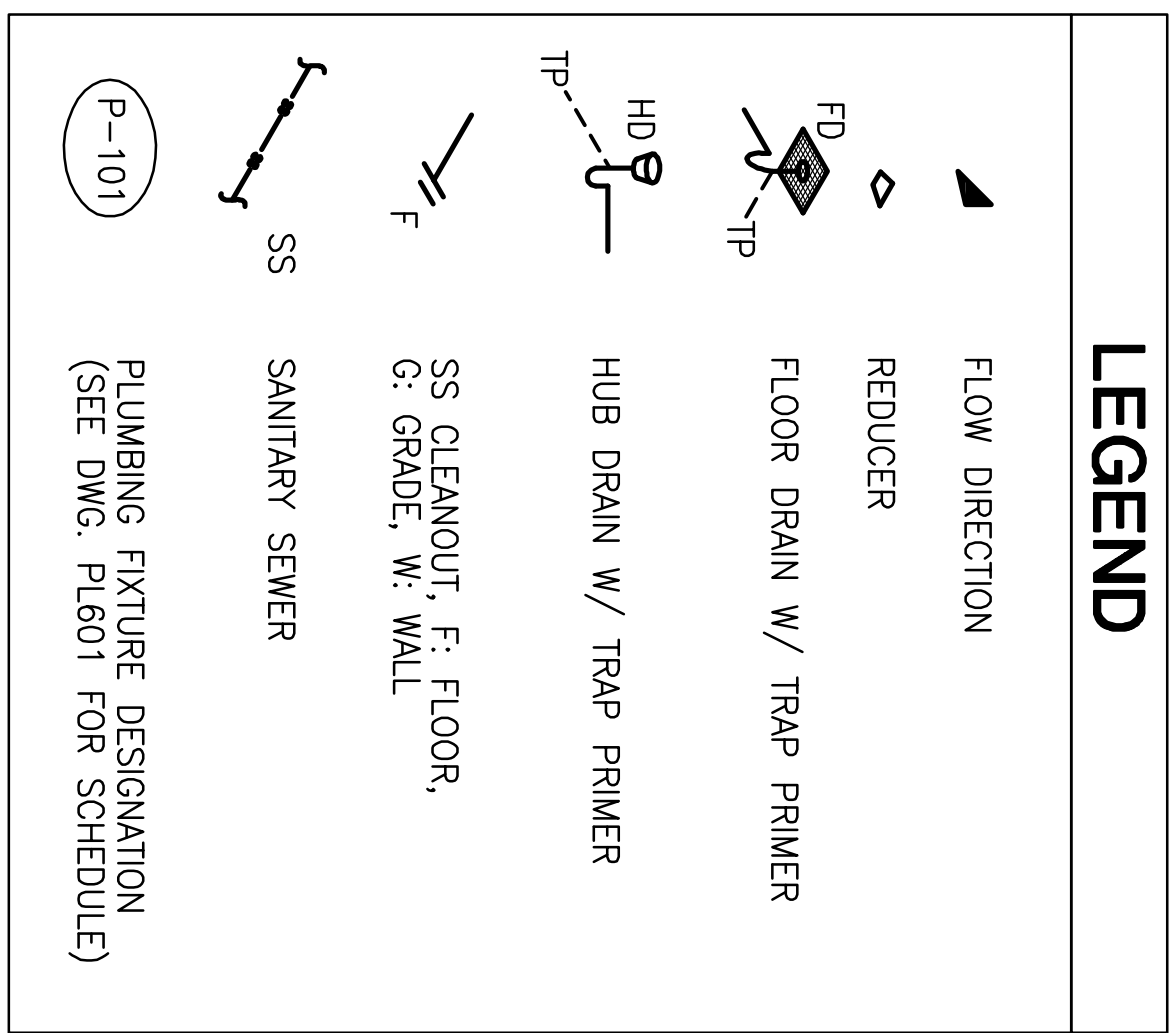 LEGEND
FLOW DIRECTION
REDUCER
FD
TP
FLOOR DRAIN W/ TRAP PRIMER
HD
TP
HUB DRAIN W/ TRAP PRIMER
F
SS CLEANOUT, F: FLOOR,
G: GRADE, W: WALL
SS
SANITARY SEWER
P-101
PLUMBING FIXTURE DESIGNATION
(SEE DWG. PL601 FOR SCHEDULE)